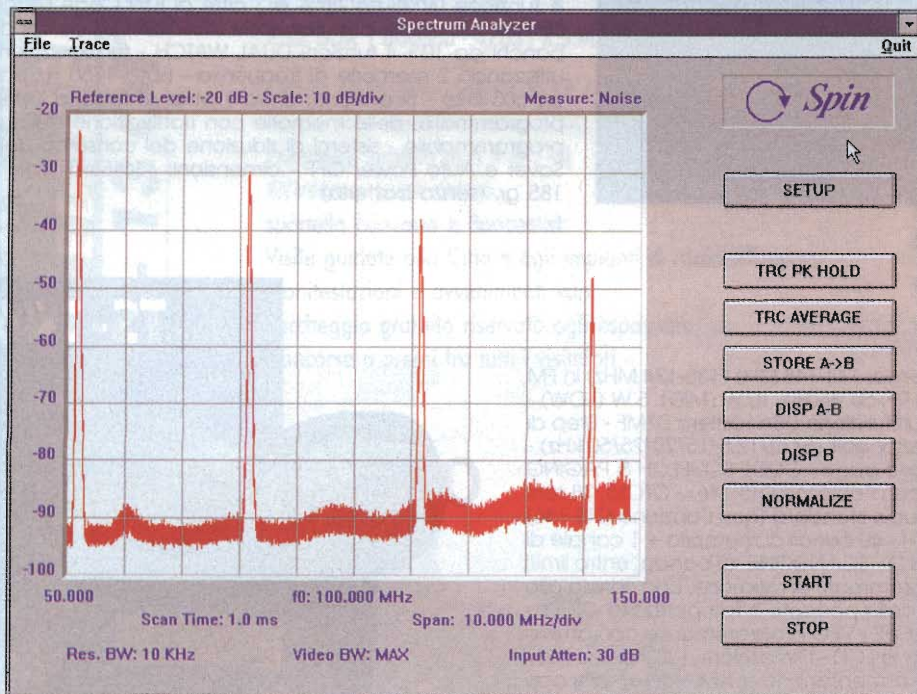 Spectrum Analyzer
File Trace Quit
Reference Level: -20 dB - Scale: 10 dB/div Measure: Noise
Spin
-20
-30
-40
-50
-60
-70
-80
-90
-100
SETUP
TRC PK HOLD
TRC AVERAGE
STORE A->B
DISP A-B
DISP B
NORMALIZE
START
STOP
50.000 f0: 100.000 MHz 150.000
Scan Time: 1.0 ms Span: 10.000 MHz/div
Res. BW: 10 KHz Video BW: MAX Input Atten: 30 dB